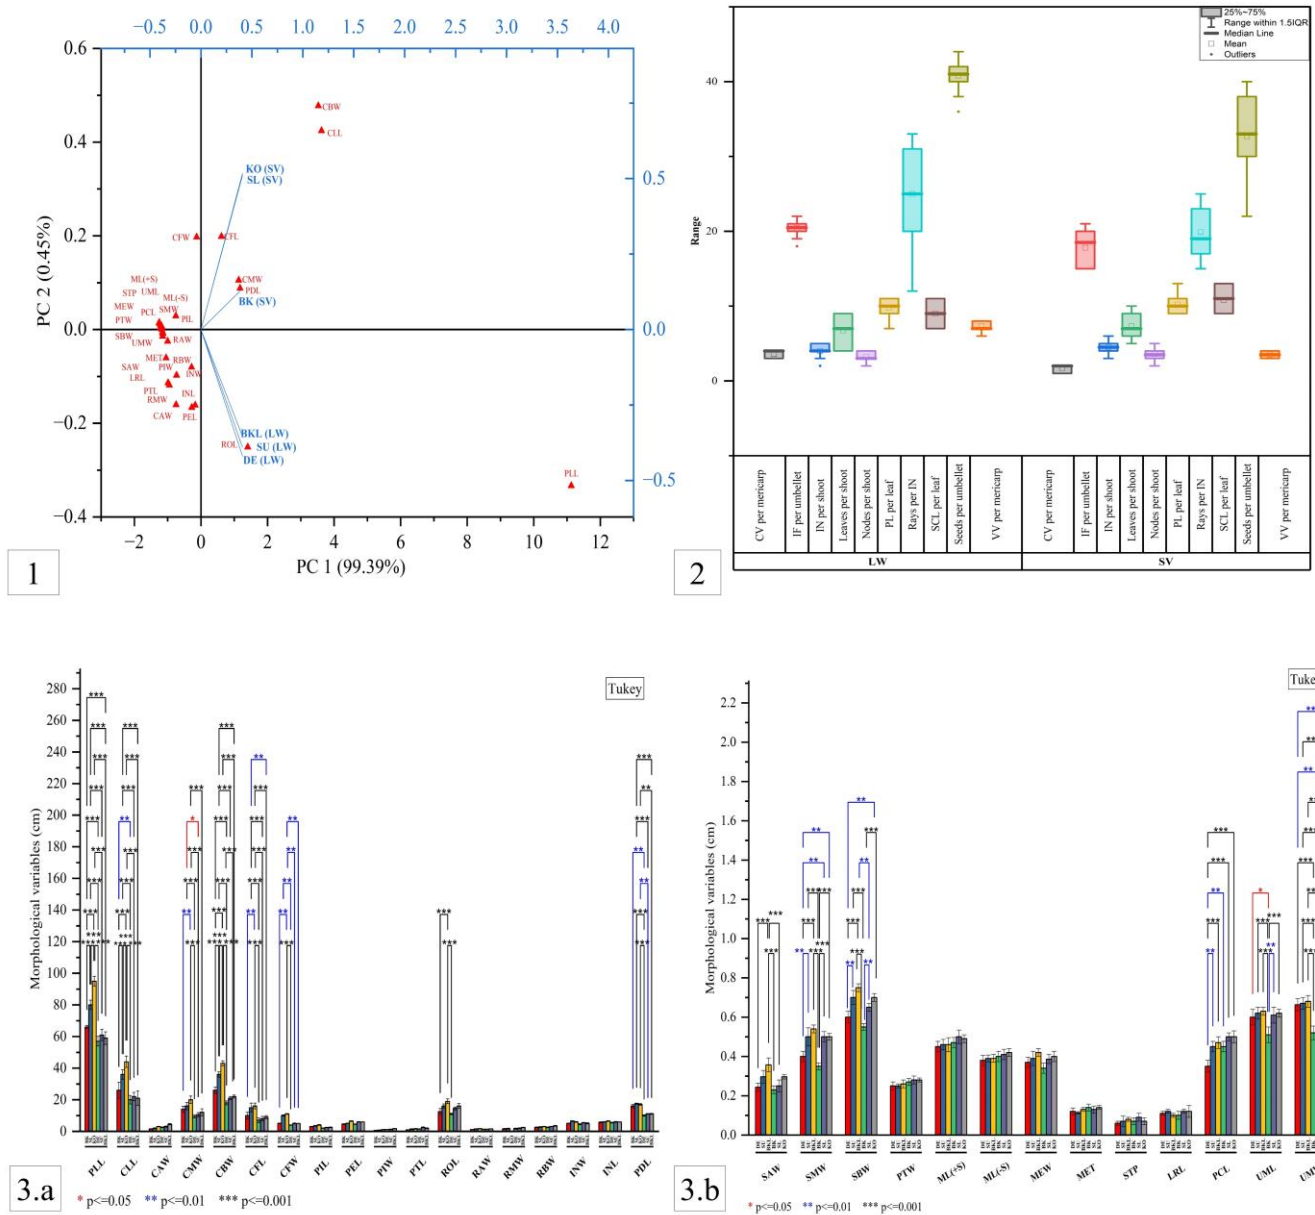 −0.5 0.0 0.5 1.0 1.5 2.0 2.5 3.0 3.5 4.0
0.6
CBW
CLL
0.4
KO (SV)
SL (SV)
0.5
CFW
CFL
0.2
ML(+S)
CMW
STP UML
ML(-S)
PDL
MEW
SMW
BK (SV)
PCL
PIL
PTW
0.0
0.0
SBW
UMW
RAW
MET
RBW
SAW
PIW
INW
LRL
PTL
INL
−0.2
RMW
CAW
PEL
BKL (LW)
ROL
SU (LW)
DE (LW)
PLL
−0.5
−0.4
−2 0 2 4 6 8 10 12
PC 2 (0.45%)
PC 1 (99.39%)
1
25%~75%
Range within 1.5IQR
Median Line
Mean
Outliers
40
20
0
Range
CV per mericarp
IF per umbellet
IN per shoot
Leaves per shoot
Nodes per shoot
PL per leaf
Rays per IN
SCL per leaf
Seeds per umbellet
VV per mericarp
CV per mericarp
IF per umbellet
IN per shoot
Leaves per shoot
Nodes per shoot
PL per leaf
Rays per IN
SCL per leaf
Seeds per umbellet
VV per mericarp
LW SV
2
Tukey
280
260
240
220
200
180
160
140
120
100
80
60
40
20
0
Morphological variables (cm)
PLL CLL CAW CMW CBW CFL CFW PIL PEL PIW PTL ROL RAW RMW RBW INW INL PDL
* p<=0.05 ** p<=0.01 *** p<=0.001
3.a
Tuke
2.2
2.0
1.8
1.6
1.4
1.2
1.0
0.8
0.6
0.4
0.2
0.0
Morphological variables (cm)
DE SU BKL BK SL KO
SAW SMW SBW PTW ML(+S) ML(-S) MEW MET STP LRL PCL UML UMW
* p<=0.05 ** p<=0.01 *** p<=0.001
3.b